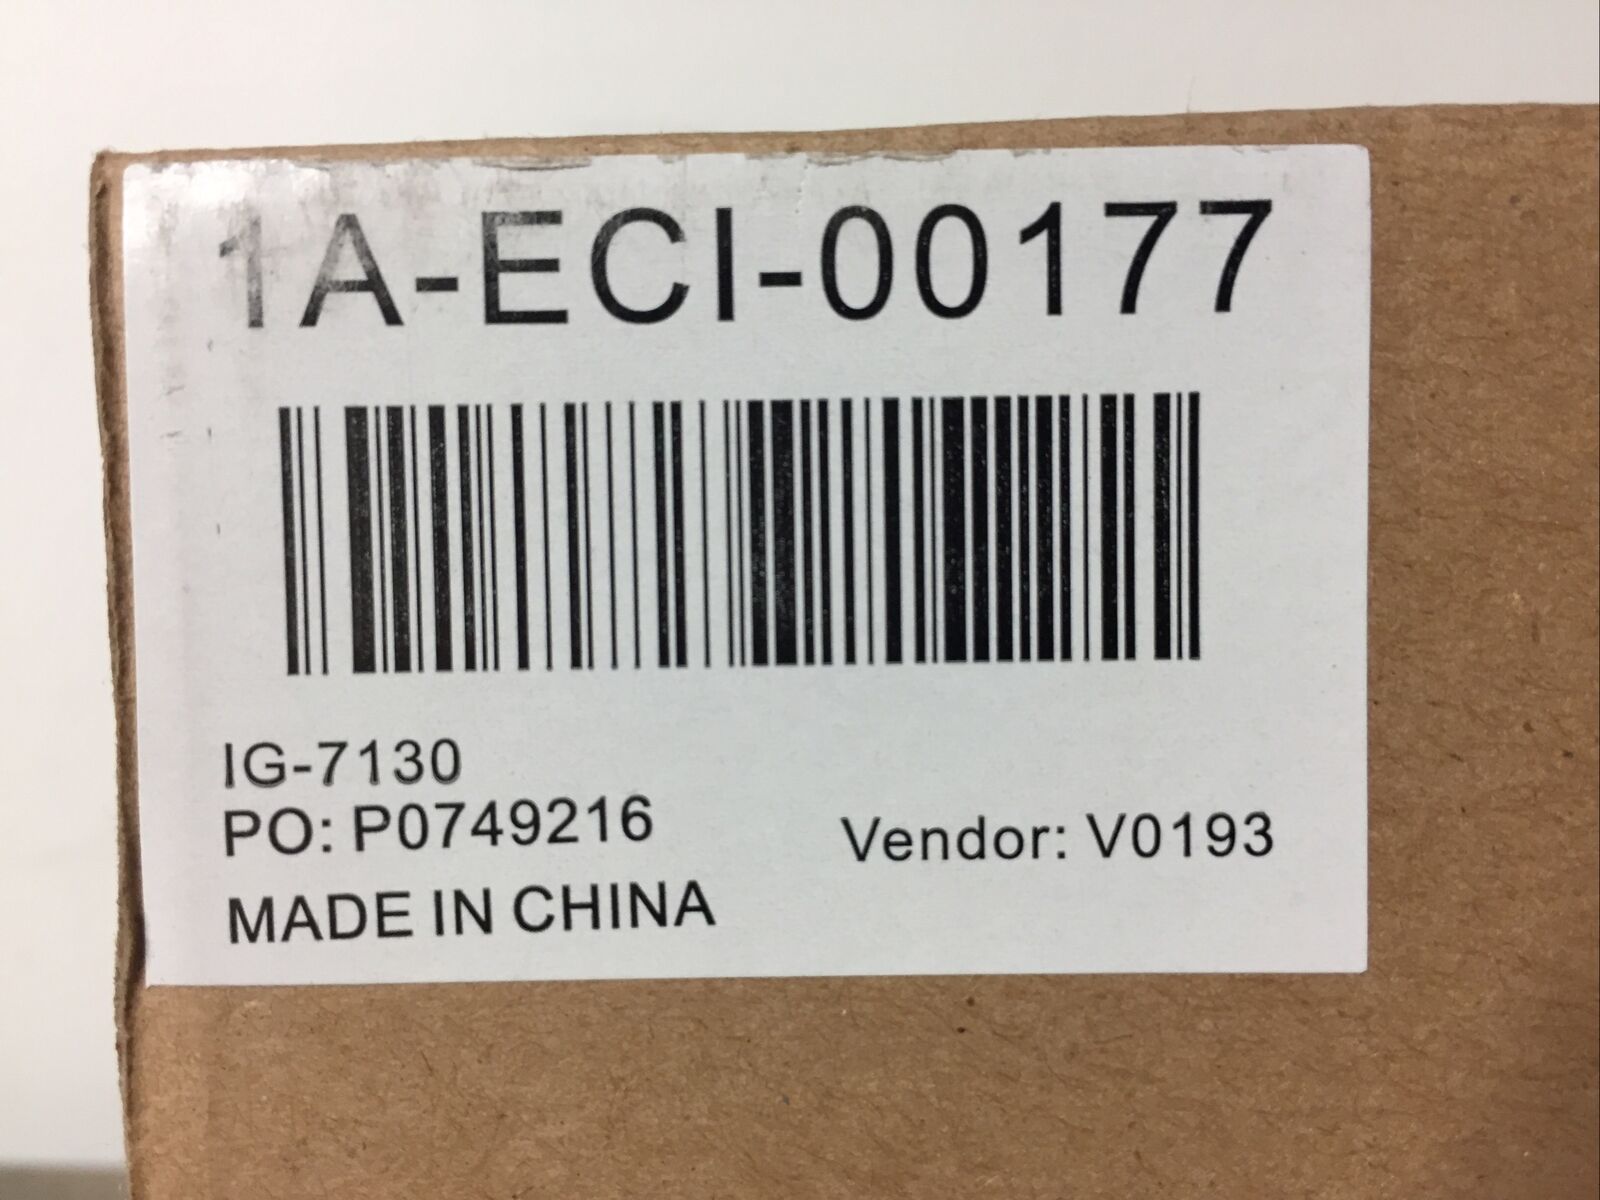 1A-ECI-00177
IG-7130
PO: P0749216
Vendor: V0193
MADE IN CHINA